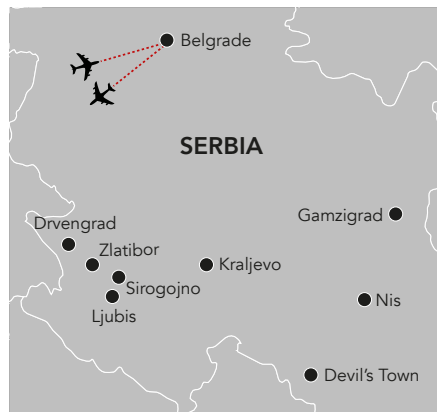 Belgrade
SERBIA
Gamzigrad
Drvengrad
Zlatibor
Kraljevo
Sirogojno
Ljubis
Nis
Devil's Town